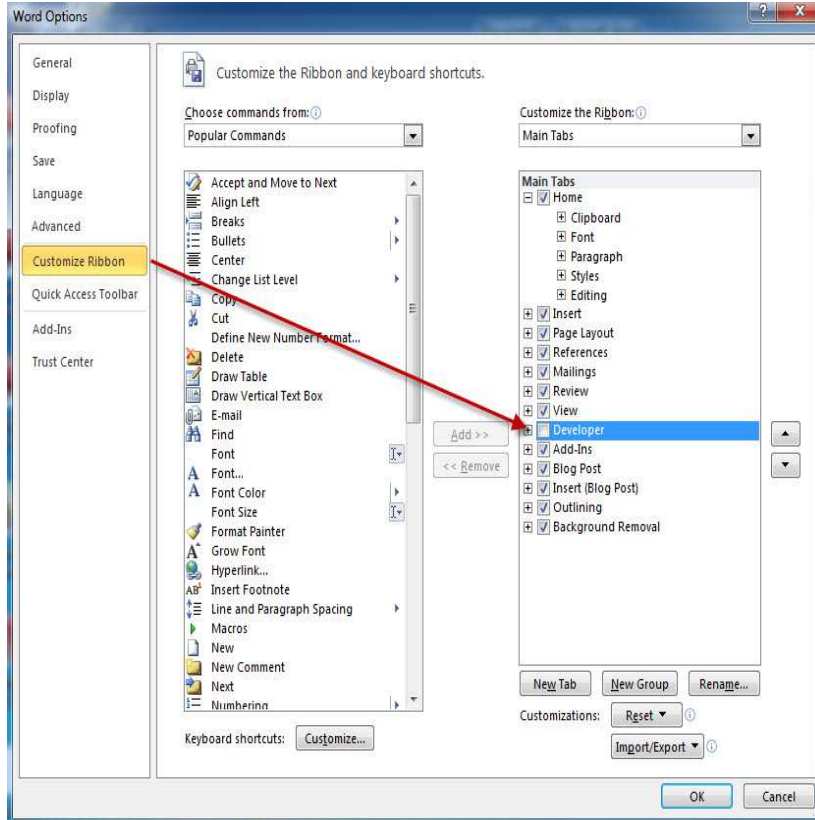 Word Options
General
Display
Proofing
Save
Language
Advanced
Customize Ribbon
Quick Access Toolbar
Add-Ins
Trust Center
Customize the Ribbon and keyboard shortcuts.
Choose commands from:
Popular Commands
Accept and Move to Next
Align Left
Breaks
Bullets
Center
Change List Level
Copy
Cut
Define New Number Format...
Delete
Draw Table
Draw Vertical Text Box
E-mail
Find
Font
Font...
Font Color
Font Size
Format Painter
Grow Font
Hyperlink...
Insert Footnote
Line and Paragraph Spacing
Macros
New
New Comment
Next
Numbering
Keyboard shortcuts: Customize...
Add >>
<< Remove
Customize the Ribbon:
Main Tabs
Main Tabs
Home
Clipboard
Font
Paragraph
Styles
Editing
Insert
Page Layout
References
Mailings
Review
View
Developer
Add-Ins
Blog Post
Insert (Blog Post)
Outlining
Background Removal
New Tab New Group Rename...
Customizations: Reset
Import/Export
OK Cancel